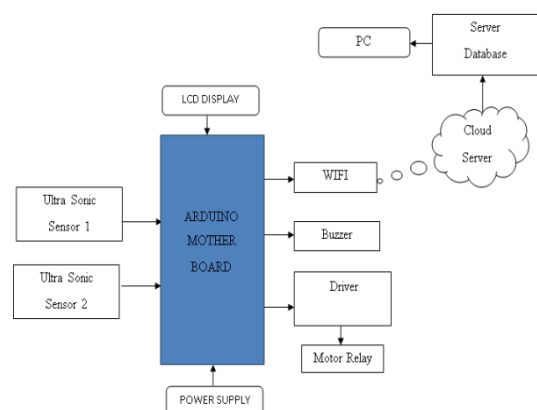 Server
Database
PC
LCD DISPLAY
Cloud
Server
WIFI
Ultra Sonic
Sensor 1
ARDUINO
MOTHER
BOARD
Buzzer
Ultra Sonic
Sensor 2
Driver
Motor Relay
POWER SUPPLY